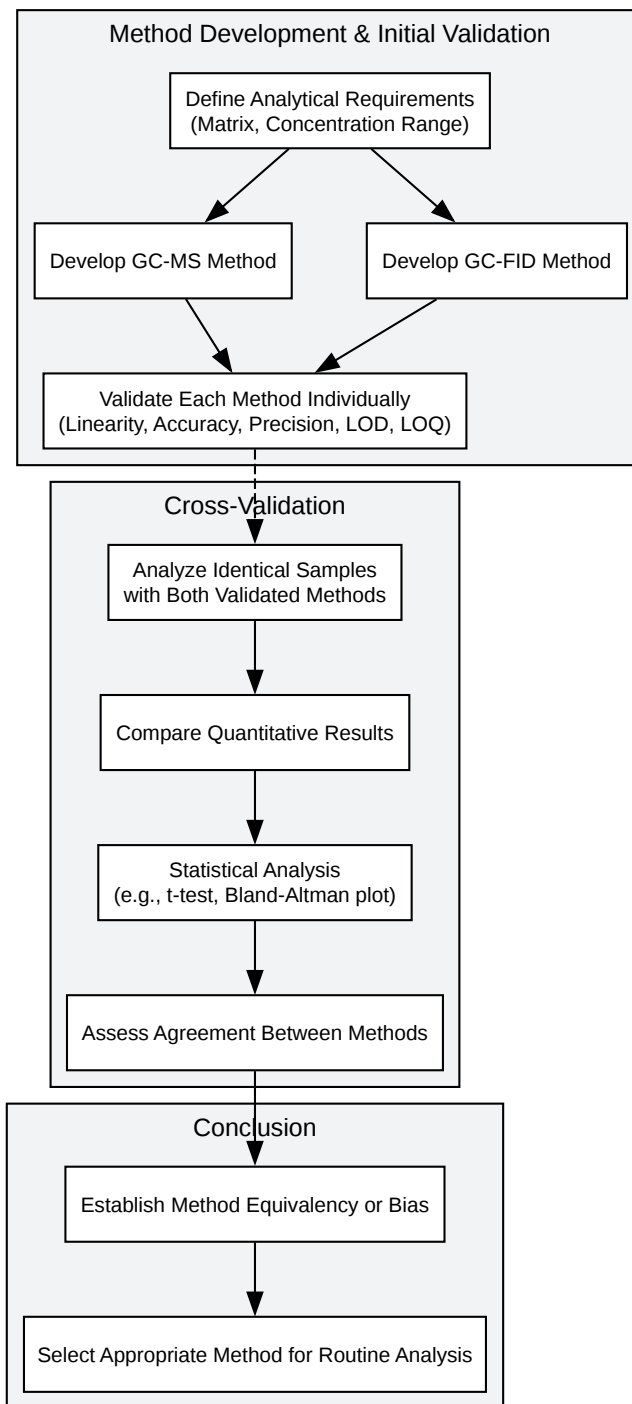 Method Development & Initial Validation
Define Analytical Requirements
(Matrix, Concentration Range)
Develop GC-MS Method
Develop GC-FID Method
Validate Each Method Individually
(Linearity, Accuracy, Precision, LOD, LOQ)
Cross-Validation
Analyze Identical Samples
with Both Validated Methods
Compare Quantitative Results
Statistical Analysis
(e.g., t-test, Bland-Altman plot)
Assess Agreement Between Methods
Conclusion
Establish Method Equivalency or Bias
Select Appropriate Method for Routine Analysis